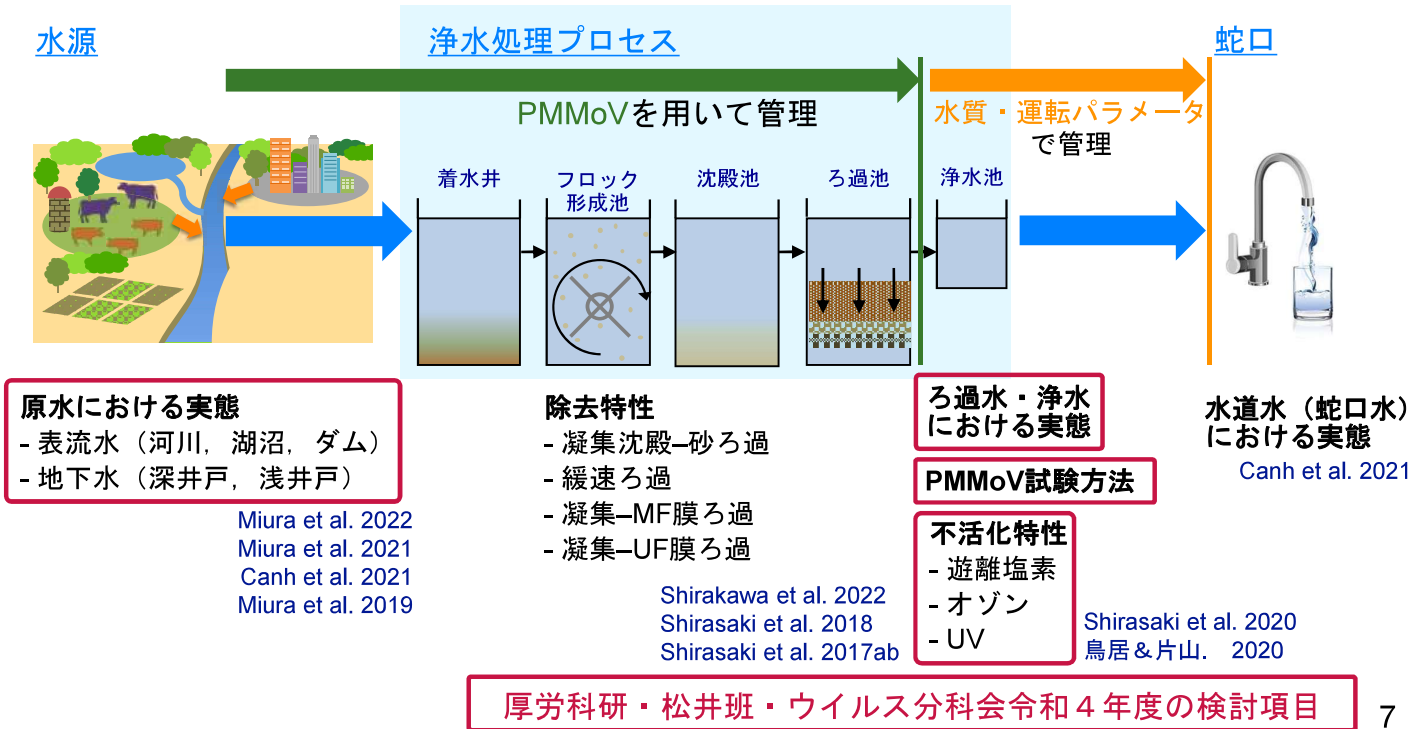 水源
浄水処理プロセス
蛇口
PMMoVを用いて管理
水質・運転パラメータ
で管理
着水井
フロック
形成池
沈殿池
ろ過池
浄水池
原水における実態
- 表流水（河川，湖沼，ダム）
- 地下水（深井戸，浅井戸）
Miura et al. 2022
Miura et al. 2021
Canh et al. 2021
Miura et al. 2019
除去特性
- 凝集沈殿–砂ろ過
- 緩速ろ過
- 凝集–MF膜ろ過
- 凝集–UF膜ろ過
Shirakawa et al. 2022
Shirasaki et al. 2018
Shirasaki et al. 2017ab
ろ過水・浄水
における実態
PMMoV試験方法
不活化特性
- 遊離塩素
- オゾン
- UV
Shirasaki et al. 2020
鳥居＆片山． 2020
水道水（蛇口水）
における実態
Canh et al. 2021
厚労科研・松井班・ウイルス分科会令和４年度の検討項目
7